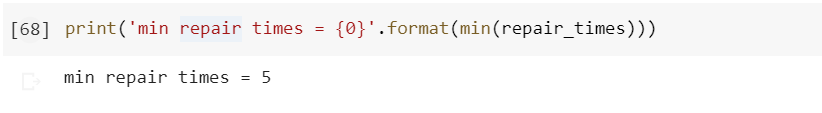 [68] print('min repair times = {0}'.format(min(repair_times)))
min repair times = 5